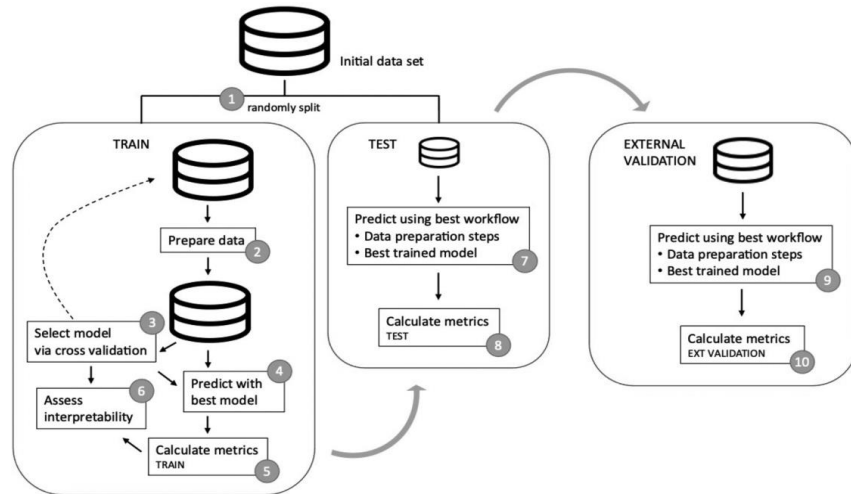 Initial data set
1
randomly split
TRAIN
Prepare data
2
3
Select model
via cross validation
4
Predict with
best model
6
Assess
interpretability
Calculate metrics
TRAIN
5
TEST
Predict using best workflow
• Data preparation steps
• Best trained model
7
Calculate metrics
TEST
8
EXTERNAL
VALIDATION
Predict using best workflow
• Data preparation steps
• Best trained model
9
Calculate metrics
EXT VALIDATION
10